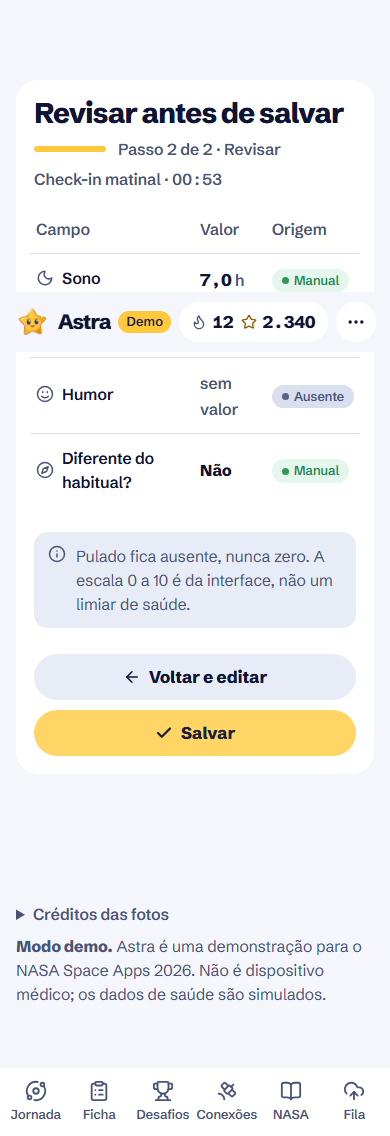 Revisar antes de salvar
Passo 2 de 2 · Revisar
Check-in matinal · 00:53
Campo Valor Origem
Sono 7,0 h Manual
Astra Demo 12 2.340
Humor sem valor Ausente
Diferente do habitual? Não Manual
Pulado fica ausente, nunca zero. A
escala 0 a 10 é da interface, não um
limiar de saúde.
Voltar e editar
Salvar
Créditos das fotos
Modo demo. Astra é uma demonstração para o
NASA Space Apps 2026. Não é dispositivo
médico; os dados de saúde são simulados.
Jornada Ficha Desafios Conexões NASA Fila